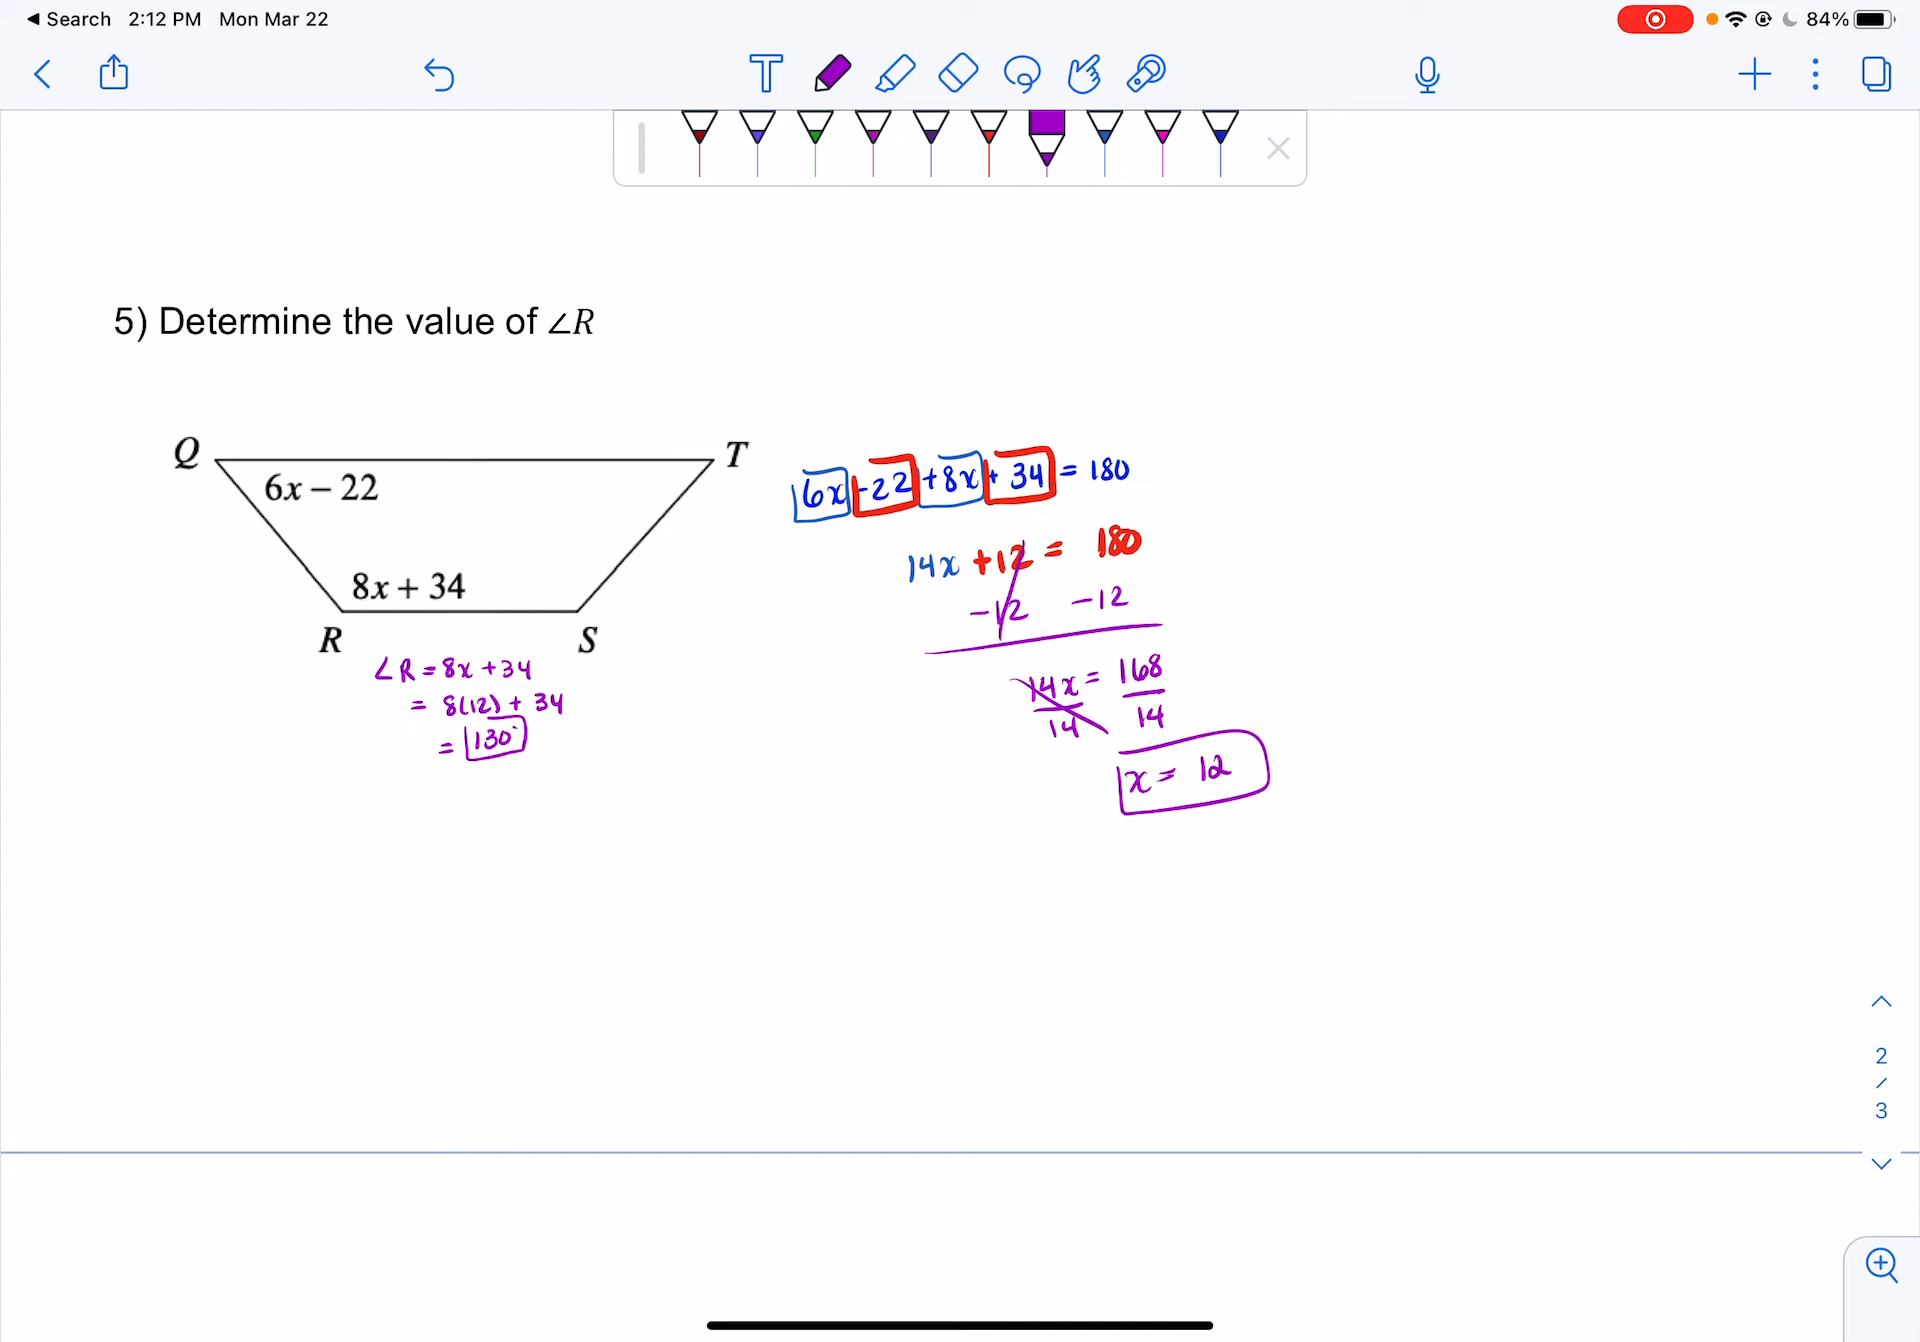 ◀ Search 2:12 PM Mon Mar 22 84%
T
5) Determine the value of ∠R
Q T
6x – 22
8x + 34
R S
∠R = 8x + 34
= 8(12) + 34
= 130°
6x - 22 + 8x + 34 = 180
14x + 12 = 180
-12 -12
14x = 168
14 14
x = 12
2
/
3